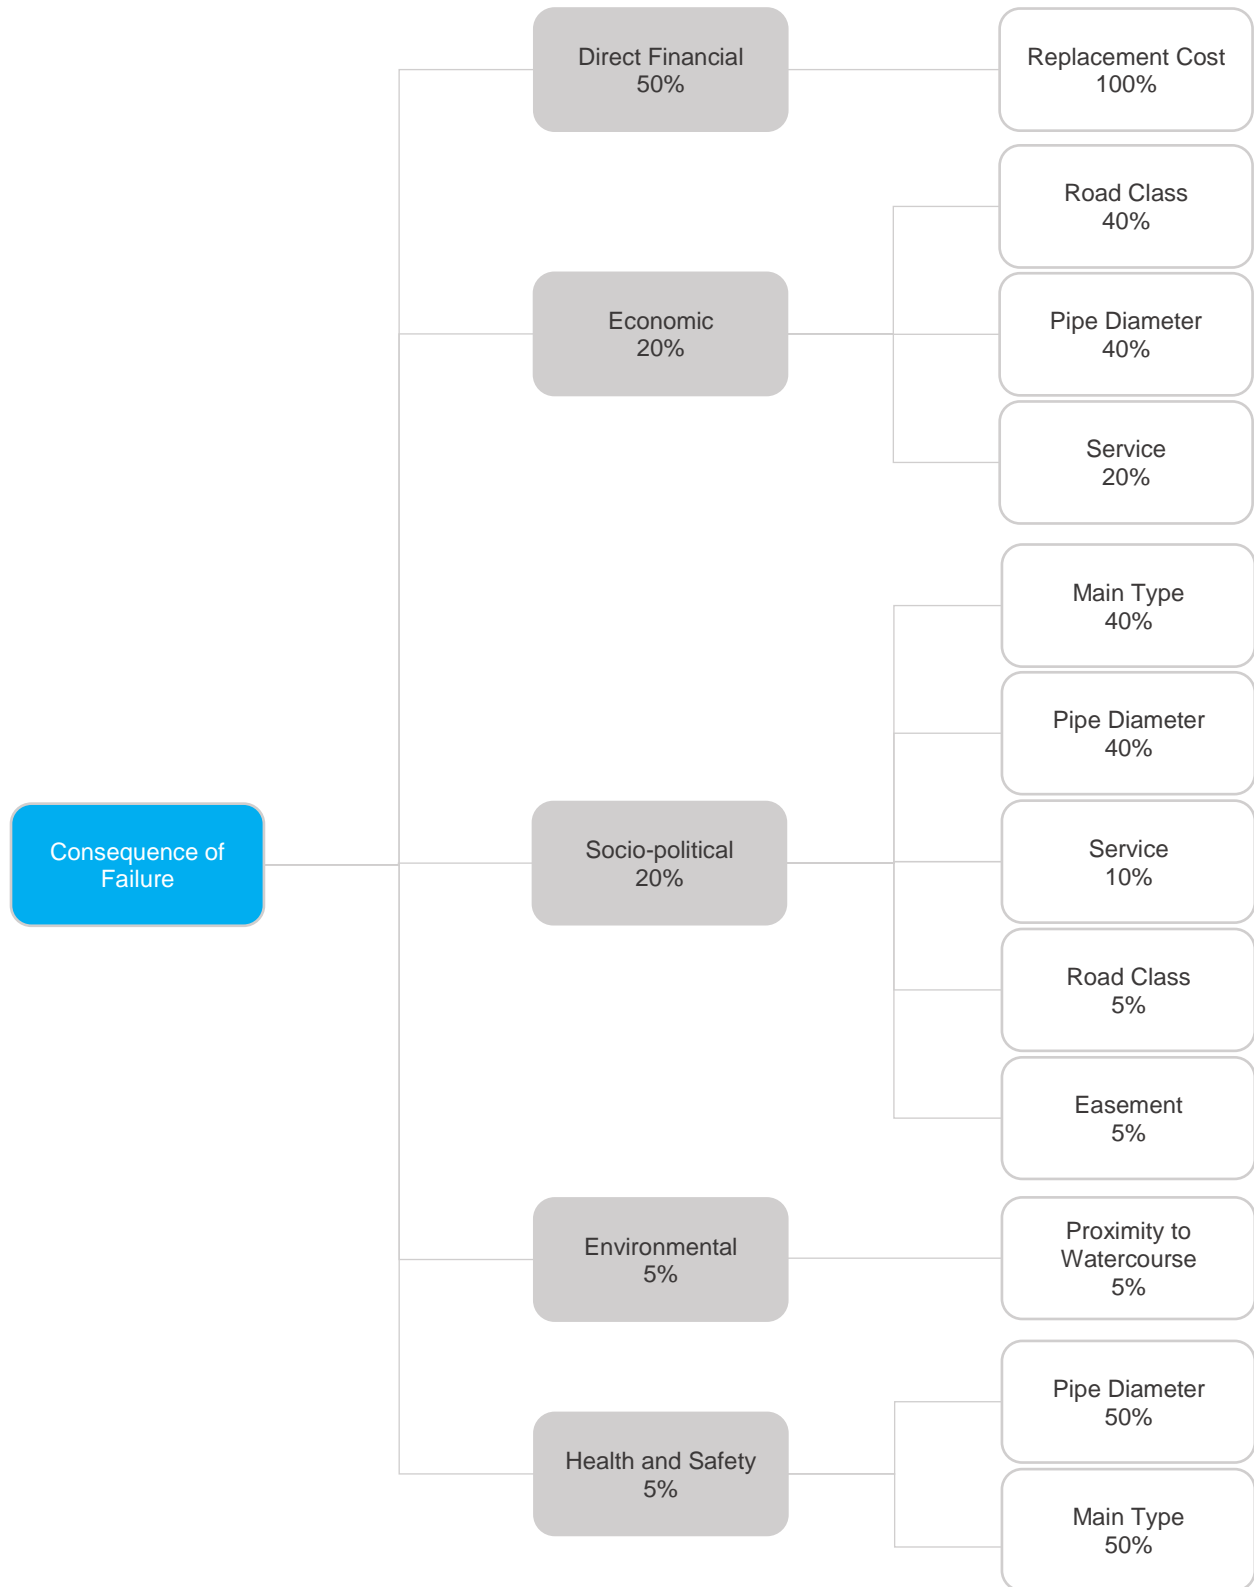 Consequence of
Failure
Direct Financial
50%
Replacement Cost
100%
Economic
20%
Road Class
40%
Pipe Diameter
40%
Service
20%
Socio-political
20%
Main Type
40%
Pipe Diameter
40%
Service
10%
Road Class
5%
Easement
5%
Environmental
5%
Proximity to
Watercourse
5%
Health and Safety
5%
Pipe Diameter
50%
Main Type
50%